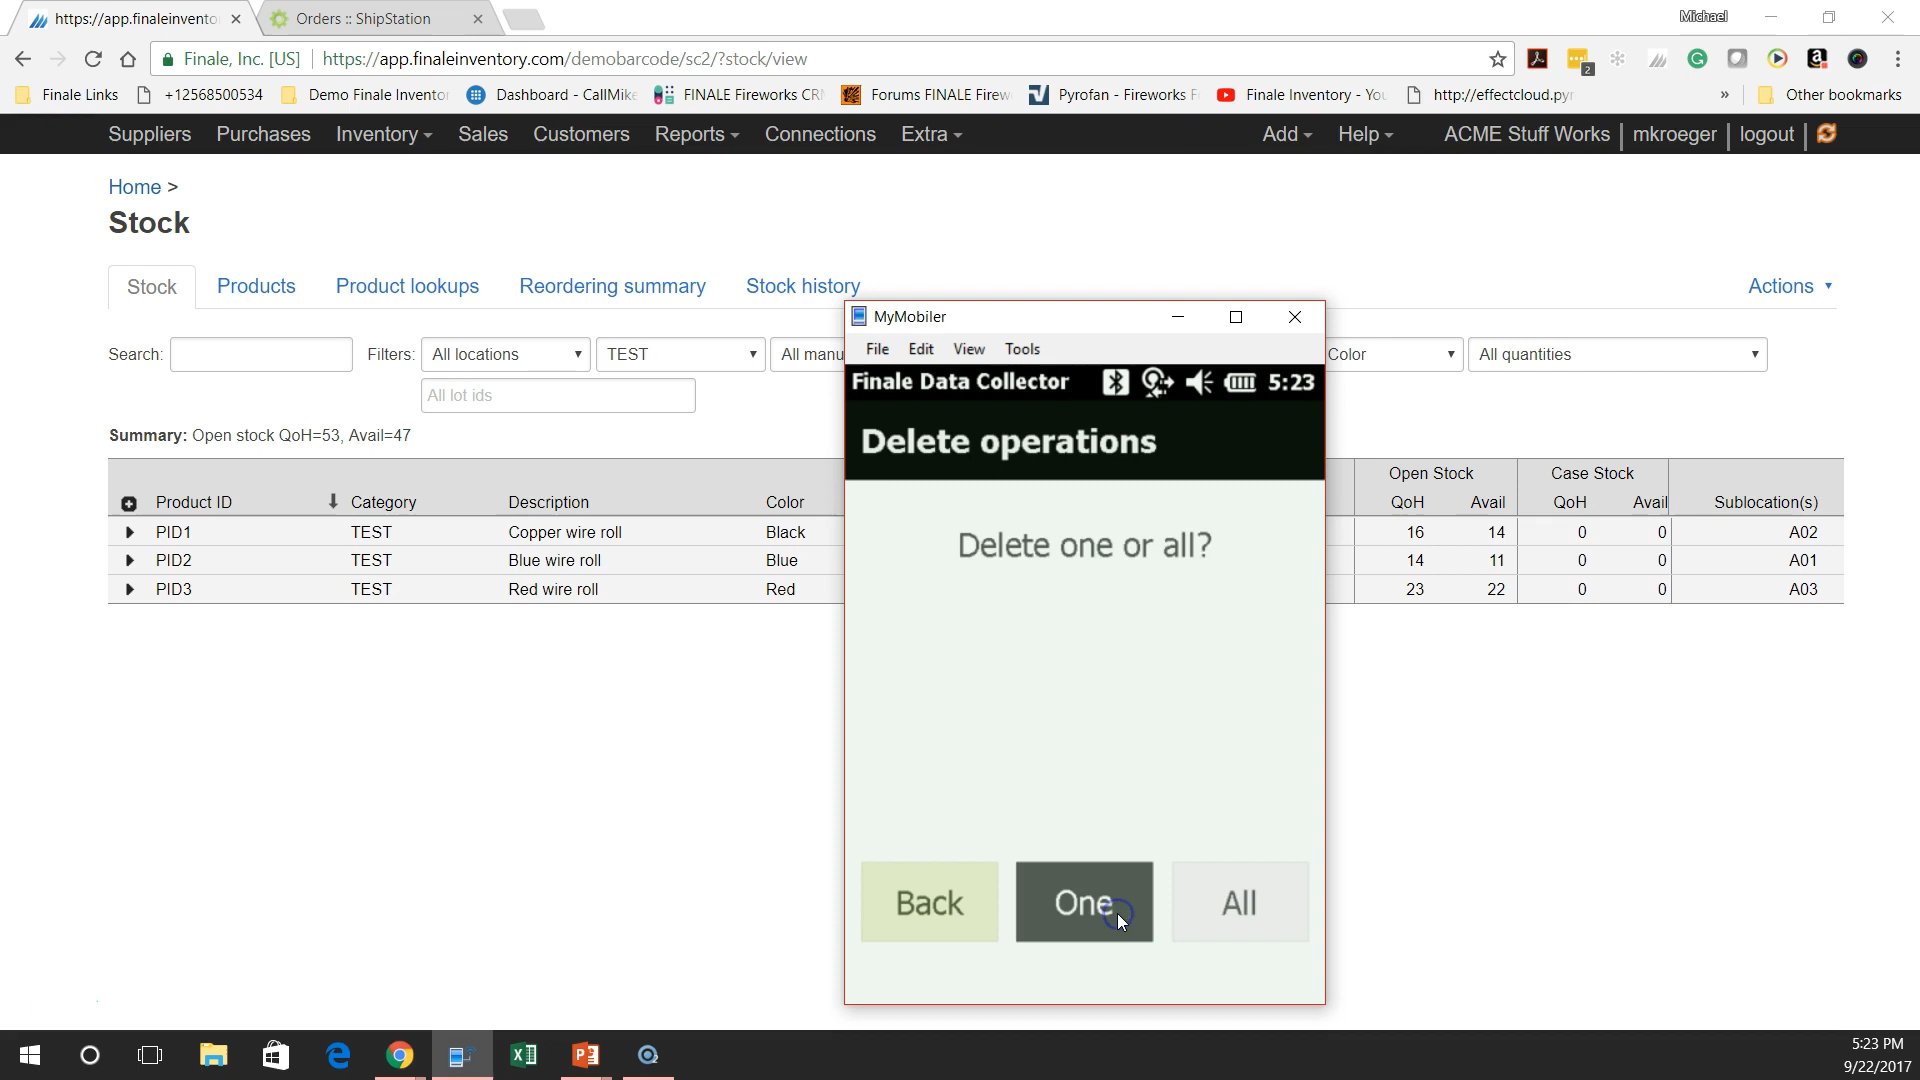 https://app.finaleinvento
Orders :: ShipStation
Michael
Finale, Inc. [US]
https://app.finaleinventory.com/demobarcode/sc2/?stock/view
2
Finale Links
+12568500534
Demo Finale Inventor
Dashboard - CallMike
FINALE Fireworks CRM
Forums FINALE Firew
Pyrofan - Fireworks F
Finale Inventory - You
http://effectcloud.pyr
»
Other bookmarks
Suppliers
Purchases
Inventory
Sales
Customers
Reports
Connections
Extra
Add
Help
ACME Stuff Works
mkroeger
logout
Home >
Stock
Stock
Products
Product lookups
Reordering summary
Stock history
Actions
Search:
Filters:
All locations
TEST
All manu
Color
All quantities
All lot ids
Summary: Open stock QoH=53, Avail=47
Open Stock
Case Stock
Product ID
Category
Description
Color
QoH
Avail
QoH
Avail
Sublocation(s)
PID1 TEST Copper wire roll Black 16 14 0 0 A02
PID2 TEST Blue wire roll Blue 14 11 0 0 A01
PID3 TEST Red wire roll Red 23 22 0 0 A03
MyMobiler
File Edit View Tools
Finale Data Collector
5:23
Delete operations
Delete one or all?
Back
One
All
5:23 PM
9/22/2017